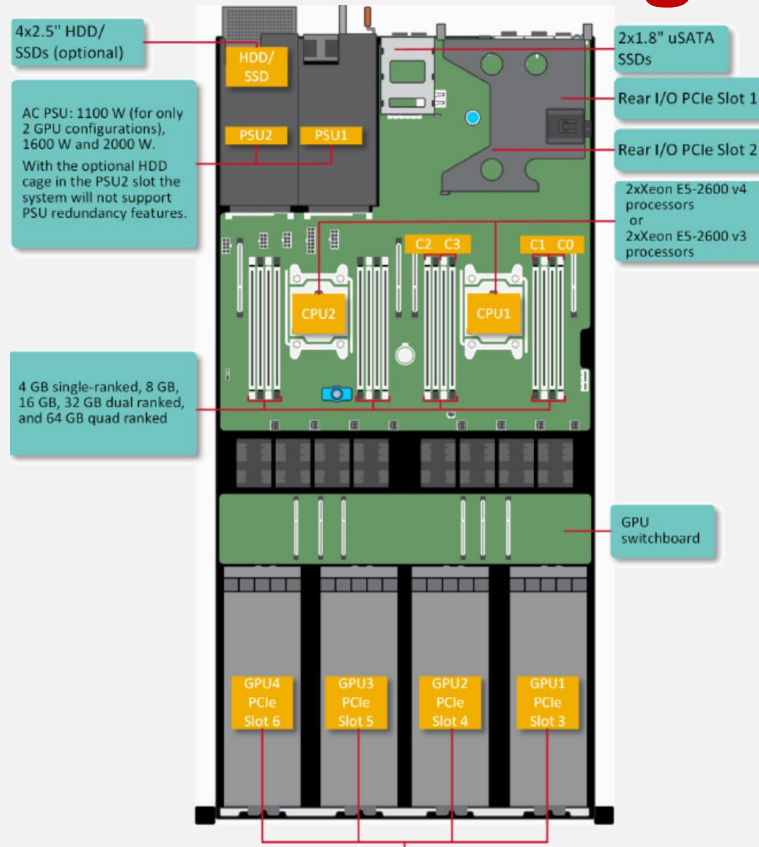 4x2.5" HDD/
SSDs (optional)
HDD/
SSD
2x1.8" uSATA
SSDs
AC PSU: 1100 W (for only
2 GPU configurations),
1600 W and 2000 W.
With the optional HDD
cage in the PSU2 slot the
system will not support
PSU redundancy features.
PSU2
PSU1
Rear I/O PCIe Slot 1
Rear I/O PCIe Slot 2
2xXeon E5-2600 v4
processors
or
2xXeon E5-2600 v3
processors
C2 C3
C1 C0
CPU2
CPU1
4 GB single-ranked, 8 GB,
16 GB, 32 GB dual ranked,
and 64 GB quad ranked
GPU
switchboard
GPU4
PCIe
Slot 6
GPU3
PCIe
Slot 5
GPU2
PCIe
Slot 4
GPU1
PCIe
Slot 3